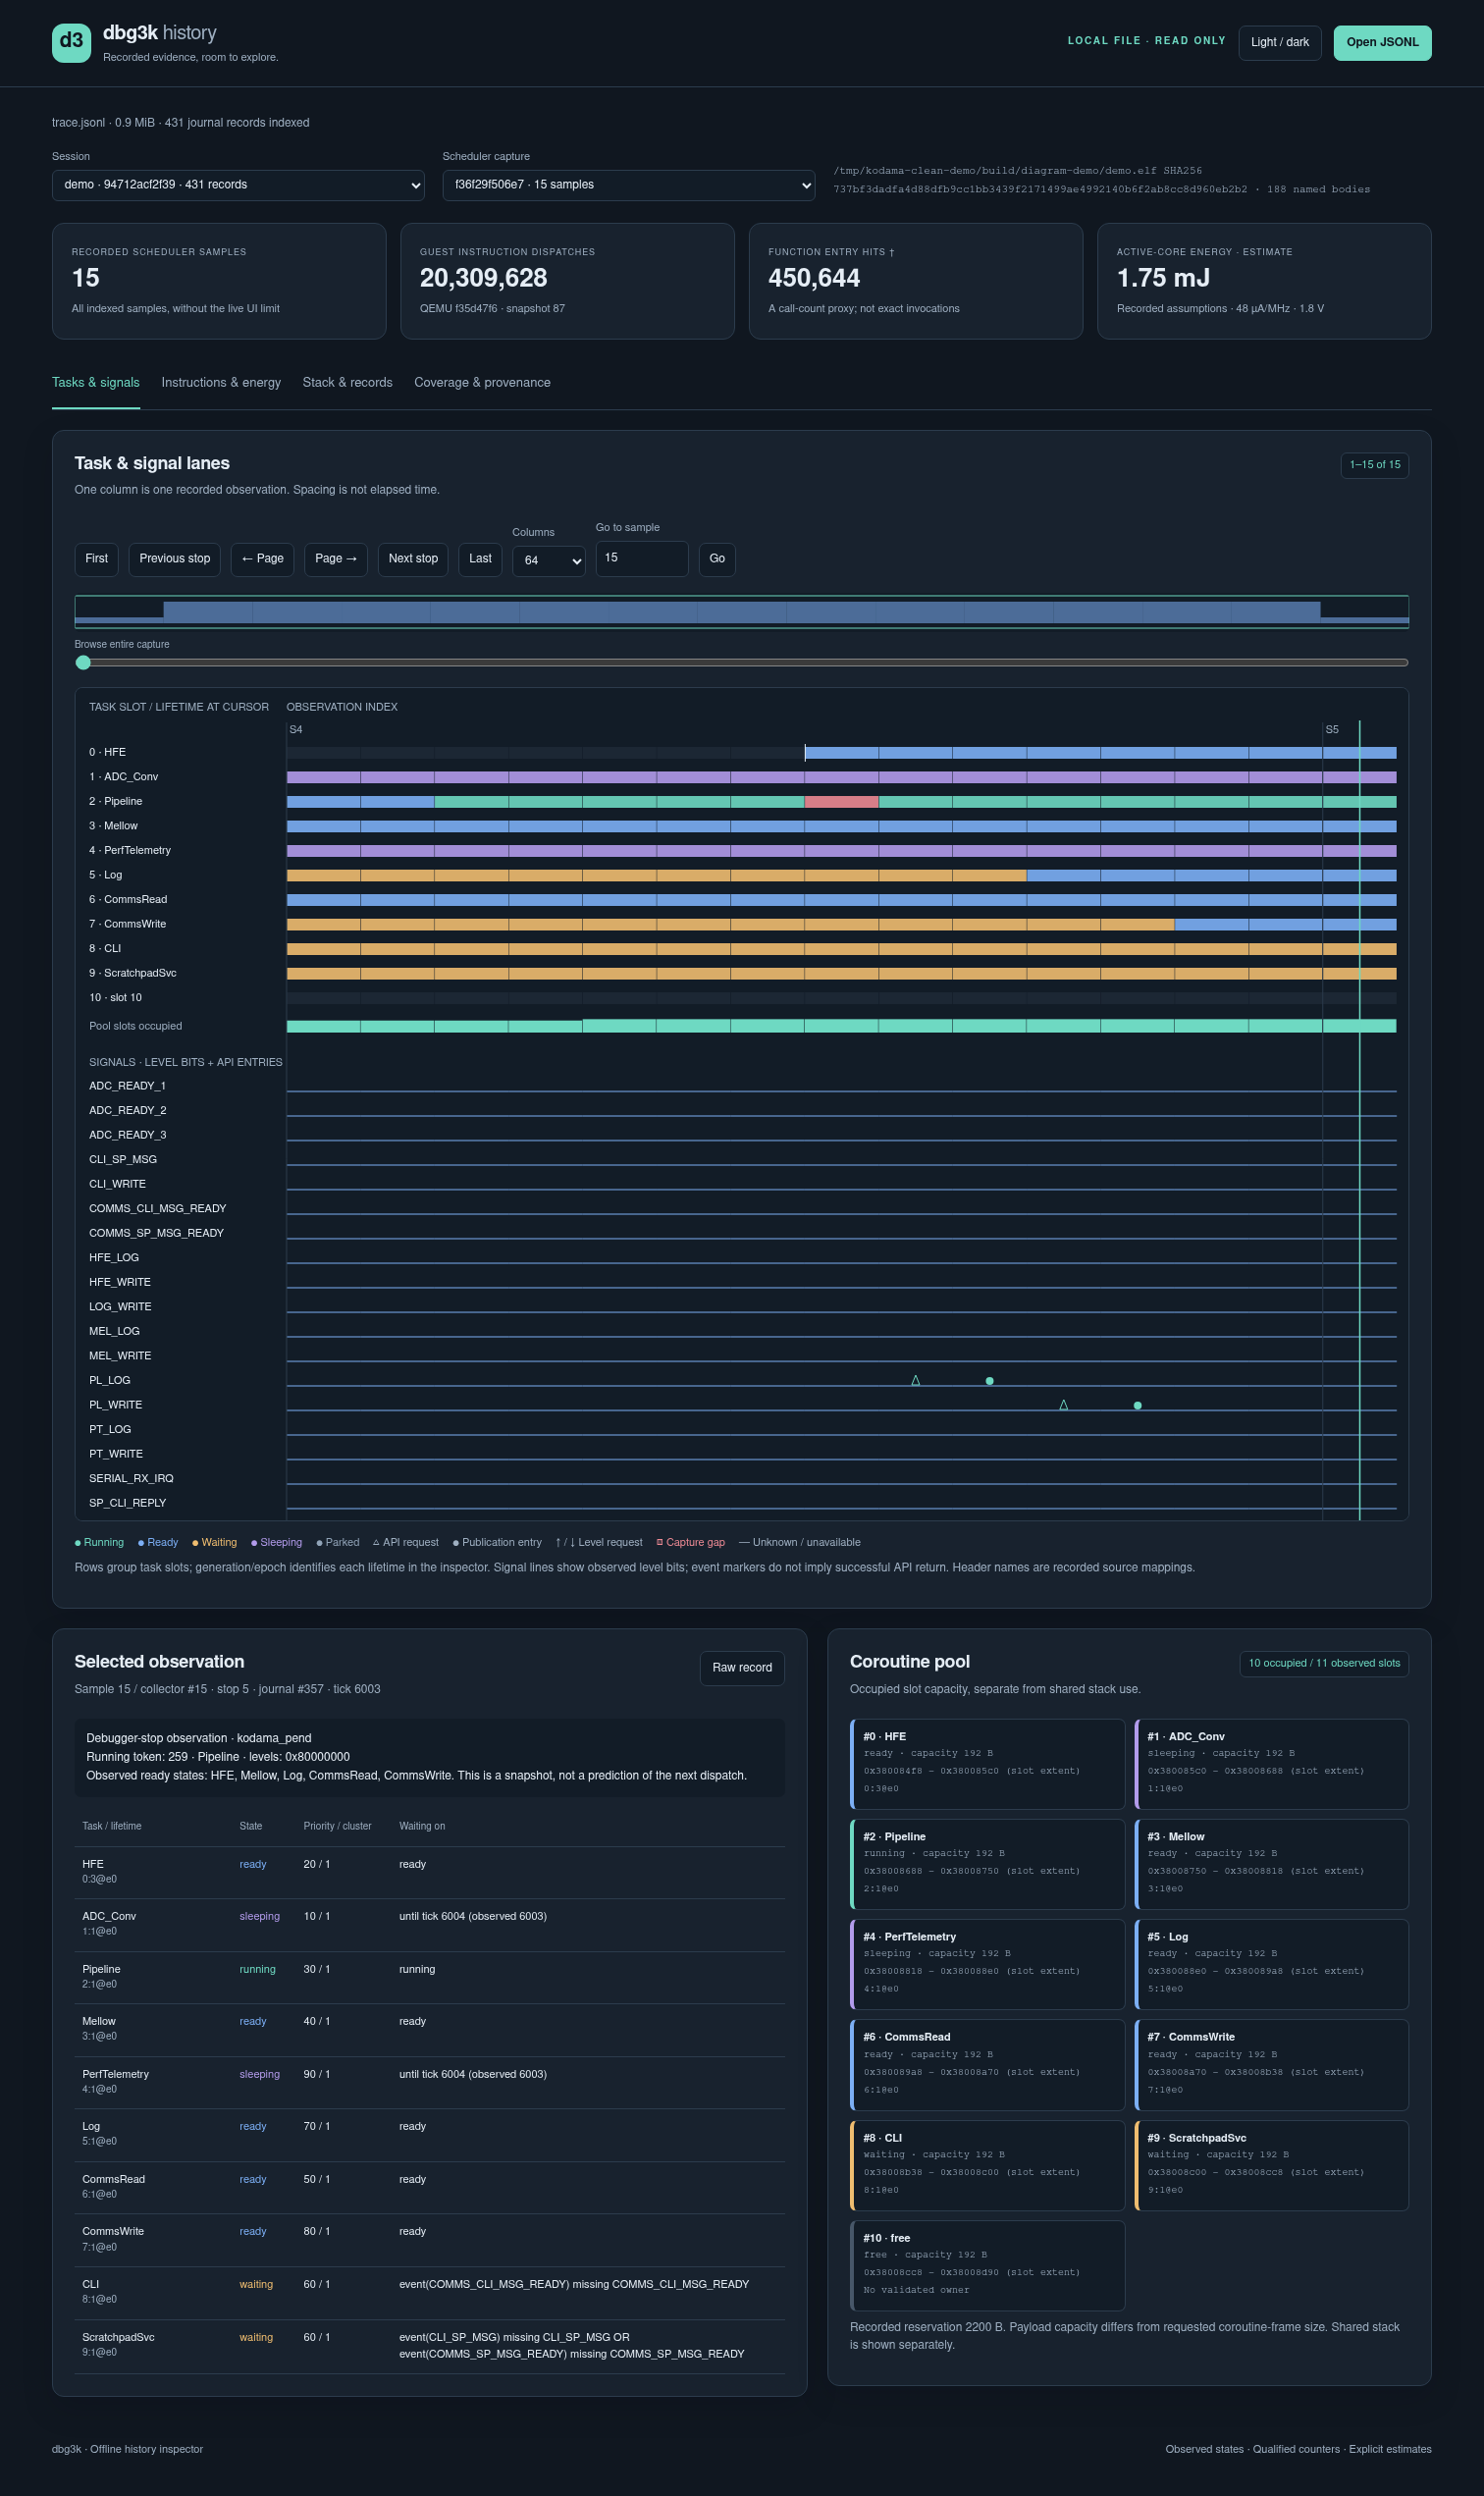 d3
dbg3k history
Recorded evidence, room to explore.
LOCAL FILE · READ ONLY
Light / dark
Open JSONL
trace.jsonl · 0.9 MiB · 431 journal records indexed
Session
demo · 94712acf2f39 · 431 records
Scheduler capture
f36f29f506e7 · 15 samples
/tmp/kodama-clean-demo/build/diagram-demo/demo.elf SHA256
737bf3dadfa4d88dfb9cc1bb3439f2171499ae4992140b6f2ab8cc8d960eb2b2 · 188 named bodies
RECORDED SCHEDULER SAMPLES
15
All indexed samples, without the live UI limit
GUEST INSTRUCTION DISPATCHES
20,309,628
QEMU f35d47f6 · snapshot 87
FUNCTION ENTRY HITS †
450,644
A call-count proxy; not exact invocations
ACTIVE-CORE ENERGY · ESTIMATE
1.75 mJ
Recorded assumptions · 48 µA/MHz · 1.8 V
Tasks & signals
Instructions & energy
Stack & records
Coverage & provenance
Task & signal lanes
1–15 of 15
One column is one recorded observation. Spacing is not elapsed time.
First
Previous stop
← Page
Page →
Next stop
Last
Columns
64
Go to sample
15
Go
Browse entire capture
TASK SLOT / LIFETIME AT CURSOR
OBSERVATION INDEX
S4
S5
0 · HFE
1 · ADC_Conv
2 · Pipeline
3 · Mellow
4 · PerfTelemetry
5 · Log
6 · CommsRead
7 · CommsWrite
8 · CLI
9 · ScratchpadSvc
10 · slot 10
Pool slots occupied
SIGNALS · LEVEL BITS + API ENTRIES
ADC_READY_1
ADC_READY_2
ADC_READY_3
CLI_SP_MSG
CLI_WRITE
COMMS_CLI_MSG_READY
COMMS_SP_MSG_READY
HFE_LOG
HFE_WRITE
LOG_WRITE
MEL_LOG
MEL_WRITE
PL_LOG
PL_WRITE
PT_LOG
PT_WRITE
SERIAL_RX_IRQ
SP_CLI_REPLY
● Running ● Ready ● Waiting ● Sleeping ● Parked △ API request ● Publication entry ↑ / ↓ Level request ⊠ Capture gap — Unknown / unavailable
Rows group task slots; generation/epoch identifies each lifetime in the inspector. Signal lines show observed level bits; event markers do not imply successful API return. Header names are recorded source mappings.
Selected observation
Raw record
Sample 15 / collector #15 · stop 5 · journal #357 · tick 6003
Debugger-stop observation · kodama_pend
Running token: 259 · Pipeline · levels: 0x80000000
Observed ready states: HFE, Mellow, Log, CommsRead, CommsWrite. This is a snapshot, not a prediction of the next dispatch.
Task / lifetime State Priority / cluster Waiting on
HFE ready 20 / 1 ready
0:3@e0
ADC_Conv sleeping 10 / 1 until tick 6004 (observed 6003)
1:1@e0
Pipeline running 30 / 1 running
2:1@e0
Mellow ready 40 / 1 ready
3:1@e0
PerfTelemetry sleeping 90 / 1 until tick 6004 (observed 6003)
4:1@e0
Log ready 70 / 1 ready
5:1@e0
CommsRead ready 50 / 1 ready
6:1@e0
CommsWrite ready 80 / 1 ready
7:1@e0
CLI waiting 60 / 1 event(COMMS_CLI_MSG_READY) missing COMMS_CLI_MSG_READY
8:1@e0
ScratchpadSvc waiting 60 / 1 event(CLI_SP_MSG) missing CLI_SP_MSG OR
9:1@e0 event(COMMS_SP_MSG_READY) missing COMMS_SP_MSG_READY
Coroutine pool
10 occupied / 11 observed slots
Occupied slot capacity, separate from shared stack use.
#0 · HFE
ready · capacity 192 B
0x380084f8 – 0x380085c0 (slot extent)
0:3@e0
#1 · ADC_Conv
sleeping · capacity 192 B
0x380085c0 – 0x38008688 (slot extent)
1:1@e0
#2 · Pipeline
running · capacity 192 B
0x38008688 – 0x38008750 (slot extent)
2:1@e0
#3 · Mellow
ready · capacity 192 B
0x38008750 – 0x38008818 (slot extent)
3:1@e0
#4 · PerfTelemetry
sleeping · capacity 192 B
0x38008818 – 0x380088e0 (slot extent)
4:1@e0
#5 · Log
ready · capacity 192 B
0x380088e0 – 0x380089a8 (slot extent)
5:1@e0
#6 · CommsRead
ready · capacity 192 B
0x380089a8 – 0x38008a70 (slot extent)
6:1@e0
#7 · CommsWrite
ready · capacity 192 B
0x38008a70 – 0x38008b38 (slot extent)
7:1@e0
#8 · CLI
waiting · capacity 192 B
0x38008b38 – 0x38008c00 (slot extent)
8:1@e0
#9 · ScratchpadSvc
waiting · capacity 192 B
0x38008c00 – 0x38008cc8 (slot extent)
9:1@e0
#10 · free
free · capacity 192 B
0x38008cc8 – 0x38008d90 (slot extent)
No validated owner
Recorded reservation 2200 B. Payload capacity differs from requested coroutine-frame size. Shared stack
is shown separately.
dbg3k · Offline history inspector
Observed states · Qualified counters · Explicit estimates